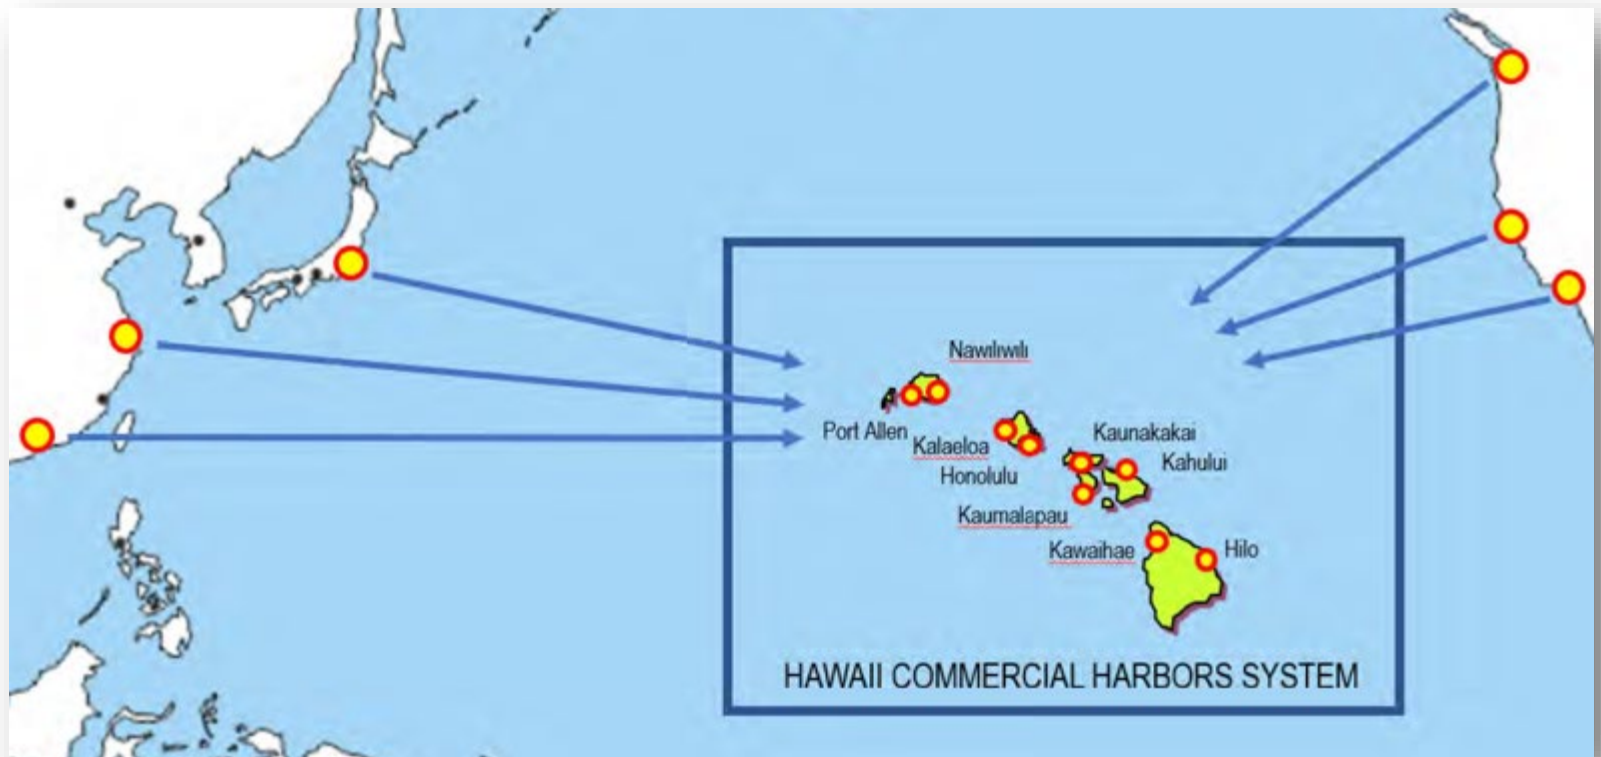 Nawiliwili
Port Allen
Kalaeloa
Honolulu
Kaunakakai
Kahului
Kaumalapau
Kawaihae
Hilo
HAWAII COMMERCIAL HARBORS SYSTEM